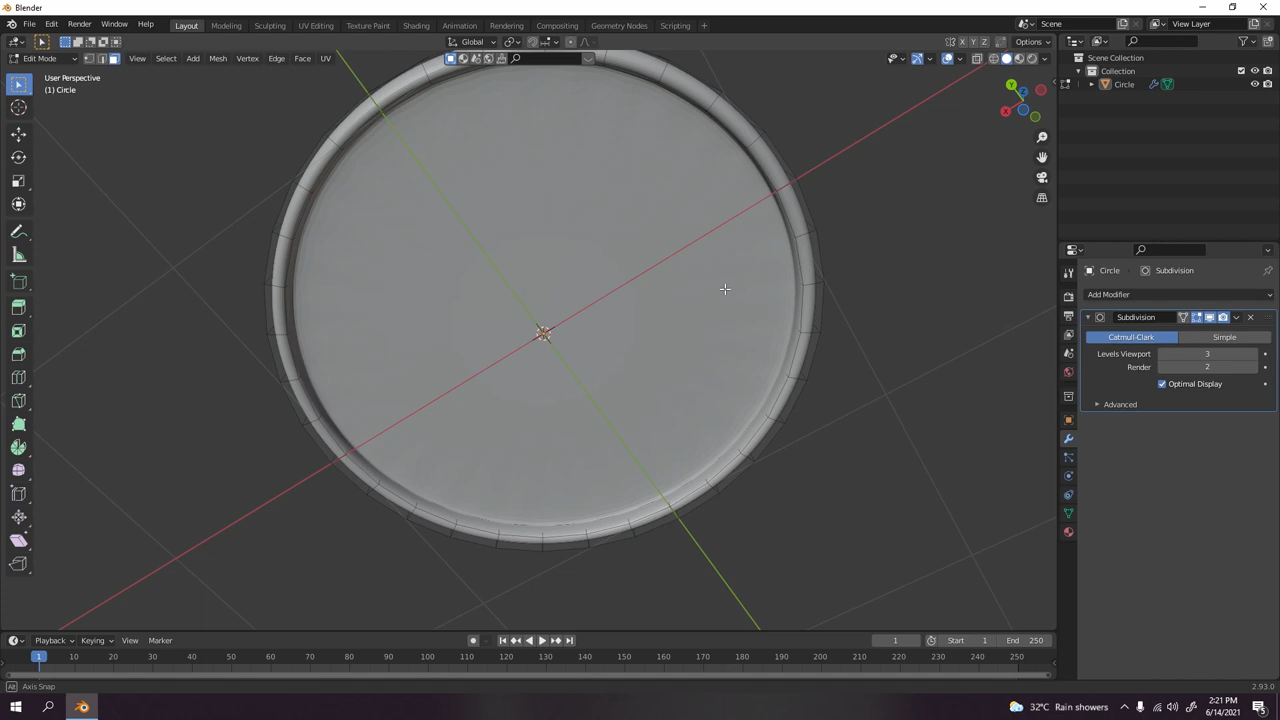 Blender
File Edit Render Window Help Layout Modeling Sculpting UV Editing Texture Paint Shading Animation Rendering Compositing Geometry Nodes Scripting + Scene View Layer
Global X Y Z Options
Edit Mode View Select Add Mesh Vertex Edge Face UV Scene Collection
User Perspective Collection
(1) Circle Circle
Y Z X
Circle Subdivision
Add Modifier
Subdivision
Catmull-Clark Simple
Levels Viewport 3
Render 2
Optimal Display
Advanced
Playback Keying View Marker 1 Start 1 End 250
1 10 20 30 40 50 60 70 80 90 100 110 120 130 140 150 160 170 180 190 200 210 220 230 240 250
Alt Axis Snap 2.93.0
32°C Rain showers 2:21 PM
6/14/2021 5